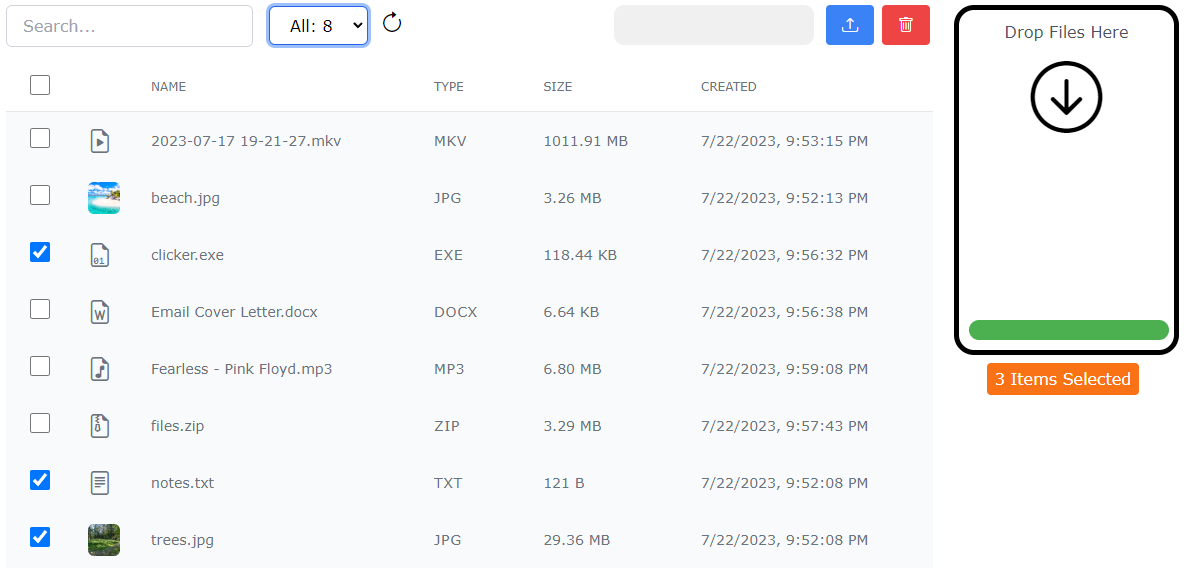 Search...
All: 8
Drop Files Here
NAME TYPE SIZE CREATED
2023-07-17 19-21-27.mkv MKV 1011.91 MB 7/22/2023, 9:53:15 PM
beach.jpg JPG 3.26 MB 7/22/2023, 9:52:13 PM
01
clicker.exe EXE 118.44 KB 7/22/2023, 9:56:32 PM
W
Email Cover Letter.docx DOCX 6.64 KB 7/22/2023, 9:56:38 PM
Fearless - Pink Floyd.mp3 MP3 6.80 MB 7/22/2023, 9:59:08 PM
files.zip ZIP 3.29 MB 7/22/2023, 9:57:43 PM
notes.txt TXT 121 B 7/22/2023, 9:52:08 PM
trees.jpg JPG 29.36 MB 7/22/2023, 9:52:08 PM
3 Items Selected